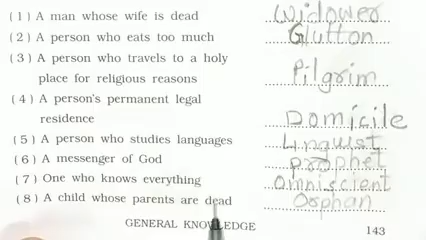 (1) A man whose wife is dead Widower
(2) A person who eats too much Glutton
(3) A person who travels to a holy
place for religious reasons Pilgrim
(4) A person's permanent legal
residence Domicile
(5) A person who studies languages Linguist
(6) A messenger of God Prophet
(7) One who knows everything Omniscient
(8) A child whose parents are dead Orphan
GENERAL KNOWLEDGE 143